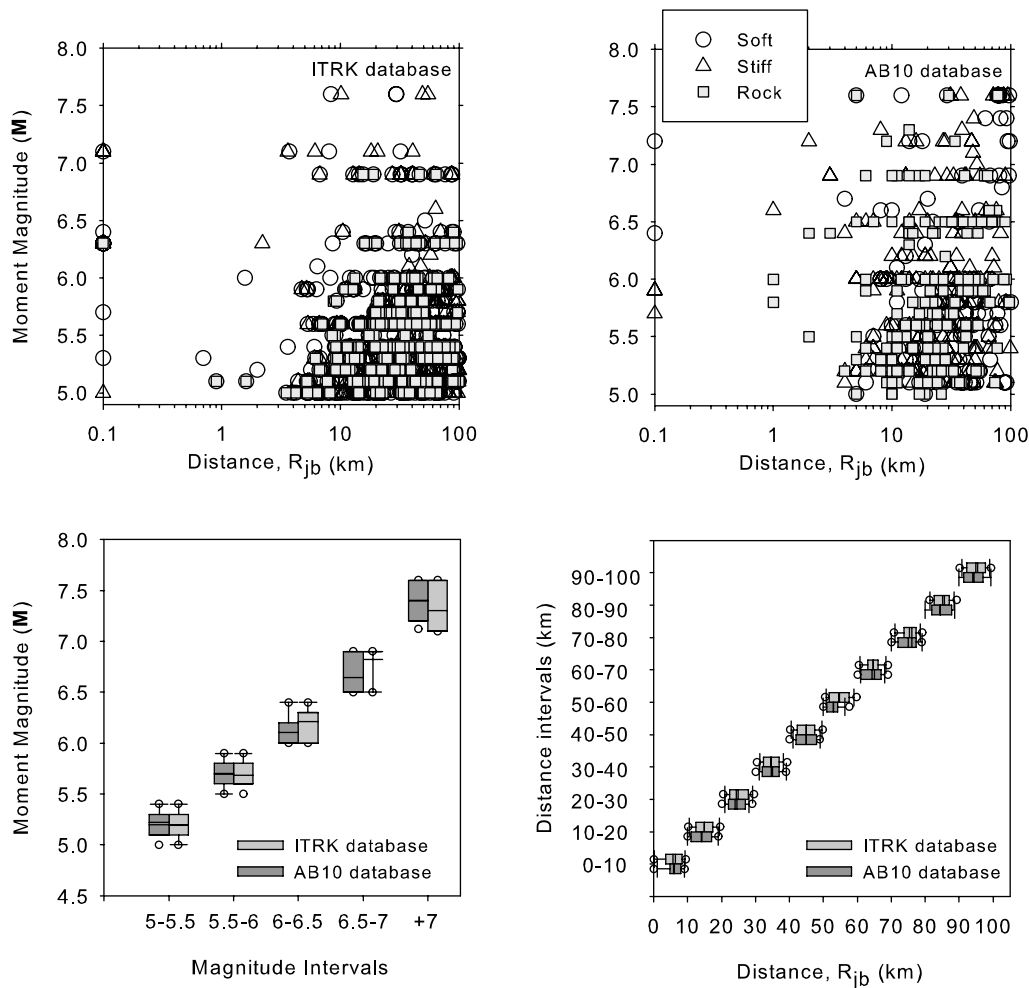 8.0
7.5
7.0
6.5
6.0
5.5
5.0
Moment Magnitude (M)
ITRK database
0.1
1
10
100
Distance, Rjb (km)
Soft
Stiff
Rock
8.0
7.5
7.0
6.5
6.0
5.5
5.0
AB10 database
0.1
1
10
100
Distance, Rjb (km)
8.0
7.5
7.0
6.5
6.0
5.5
5.0
4.5
Moment Magnitude (M)
ITRK database
AB10 database
5-5.5
5.5-6
6-6.5
6.5-7
+7
Magnitude Intervals
90-100
80-90
70-80
60-70
50-60
40-50
30-40
20-30
10-20
0-10
Distance intervals (km)
ITRK database
AB10 database
0 10 20 30 40 50 60 70 80 90 100
Distance, Rjb (km)